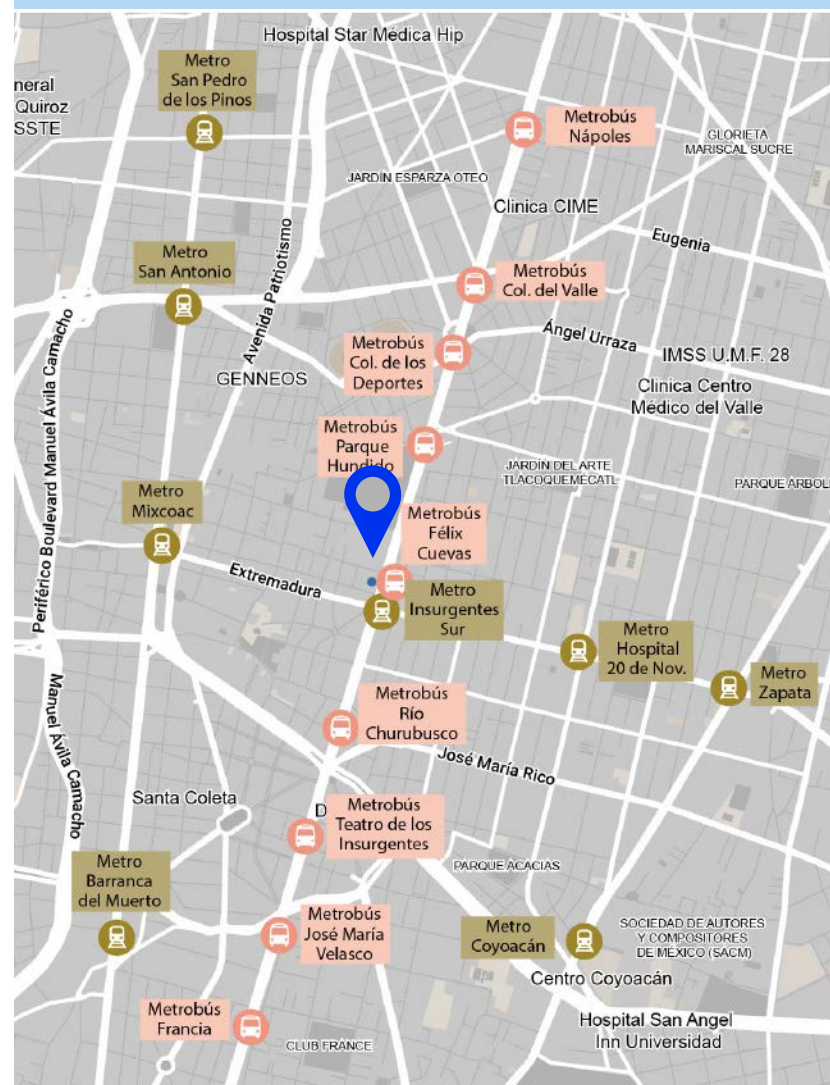 Hospital Star Médica Hip
Metro
San Pedro
de los Pinos
neral
Quiroz
SSTE
Metrobús
Nápoles
GLORIETA
MARISCAL SUCRE
JARDÍN ESPARZA OTEO
Clinica CIME
Eugenia
Metro
San Antonio
Avenida Patriotismo
Metrobús
Col. del Valle
Ángel Urraza
Metrobús
Col. de los
Deportes
IMSS U.M.F. 28
GENNEOS
Clinica Centro
Médico del Valle
Periférico Boulevard Manuel Ávila Camacho
Metrobús
Parque
Hundido
JARDÍN DEL ARTE
TLACOQUEMÉCATL
PARQUE ARBOL
Metro
Mixcoac
Metrobús
Félix
Cuevas
Extremadura
Metro
Insurgentes
Sur
Metro
Hospital
20 de Nov.
Metro
Zapata
Manuel Ávila Camacho
Metrobús
Río
Churubusco
José María Rico
Santa Coleta
D
Metrobús
Teatro de los
Insurgentes
Metro
Barranca
del Muerto
PARQUE ACACIAS
Metrobús
José María
Velasco
Metro
Coyoacán
SOCIEDAD DE AUTORES
Y COMPOSITORES
DE MÉXICO (SACM)
Centro Coyoacán
Metrobús
Francia
CLUB FRANCE
Hospital San Angel
Inn Universidad